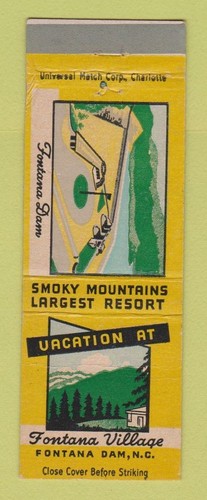 Universal Match Corp., Charlotte
Fontana Dam
SMOKY MOUNTAINS
LARGEST RESORT
VACATION AT
Fontana Village
FONTANA DAM, N.C.
Close Cover Before Striking